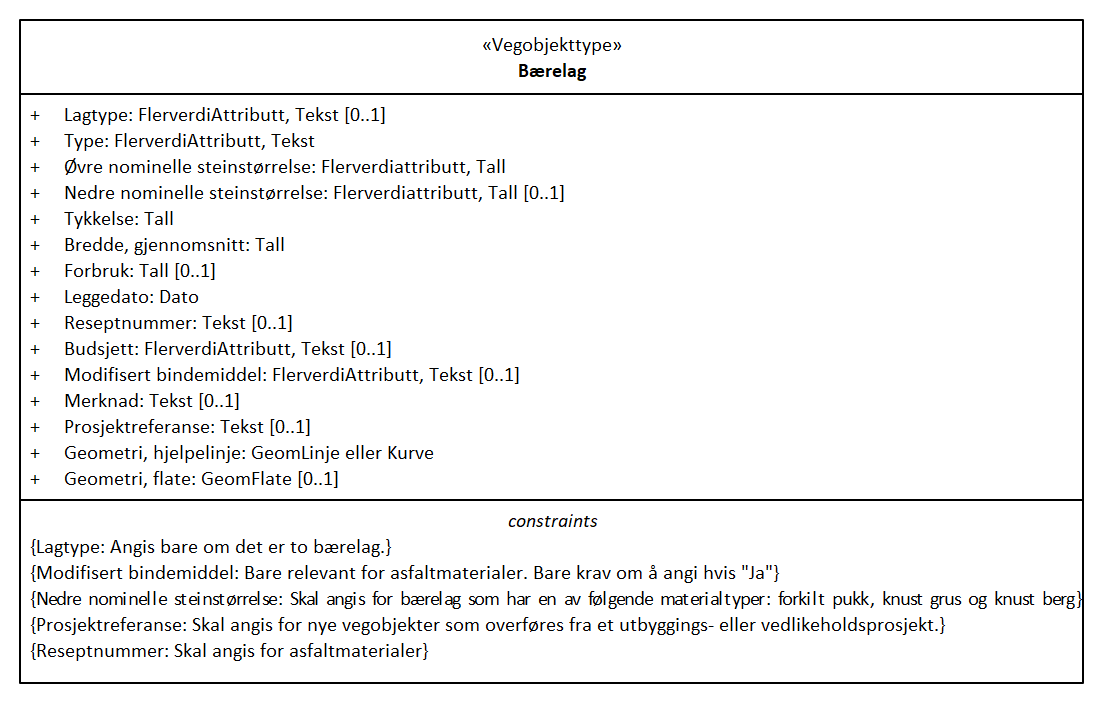 «Vegobjekttype»
Bærelag
+ Lagtype: FlerverdiAttributt, Tekst [0..1]
+ Type: FlerverdiAttributt, Tekst
+ Øvre nominelle steinstørrelse: Flerverdiattributt, Tall
+ Nedre nominelle steinstørrelse: Flerverdiattributt, Tall [0..1]
+ Tykkelse: Tall
+ Bredde, gjennomsnitt: Tall
+ Forbruk: Tall [0..1]
+ Leggedato: Dato
+ Reseptnummer: Tekst [0..1]
+ Budsjett: FlerverdiAttributt, Tekst [0..1]
+ Modifisert bindemiddel: FlerverdiAttributt, Tekst [0..1]
+ Merknad: Tekst [0..1]
+ Prosjektreferanse: Tekst [0..1]
+ Geometri, hjelpelinje: GeomLinje eller Kurve
+ Geometri, flate: GeomFlate [0..1]
constraints
{Lagtype: Angis bare om det er to bærelag.}
{Modifisert bindemiddel: Bare relevant for asfaltmaterialer. Bare krav om å angi hvis "Ja"}
{Nedre nominelle steinstørrelse: Skal angis for bærelag som har en av følgende materialtyper: forkilt pukk, knust grus og knust berg}
{Prosjektreferanse: Skal angis for nye vegobjekter som overføres fra et utbyggings- eller vedlikeholdsprosjekt.}
{Reseptnummer: Skal angis for asfaltmaterialer}